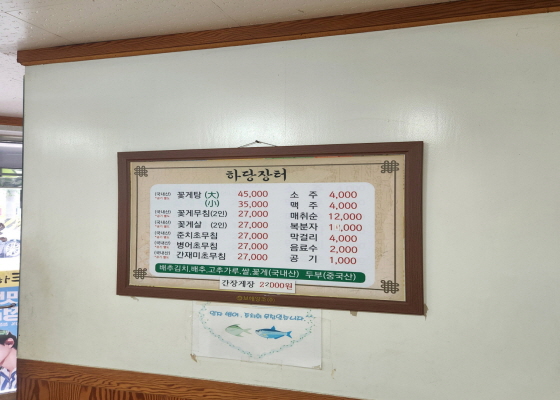 하당장터
꽃게탕 (大) 45,000
(小) 35,000
꽃게무침(2인) 27,000
꽃게살 (2인) 27,000
준치초무침 27,000
병어초무침 27,000
간재미초무침 27,000
소 주 4,000
맥 주 4,000
매취순 12,000
복분자
막걸리 4,000
음료수 2,000
공 기 1,000
배추김치,배추,고추가루,쌀,꽃게(국내산) 두부(중국산)
간장게장